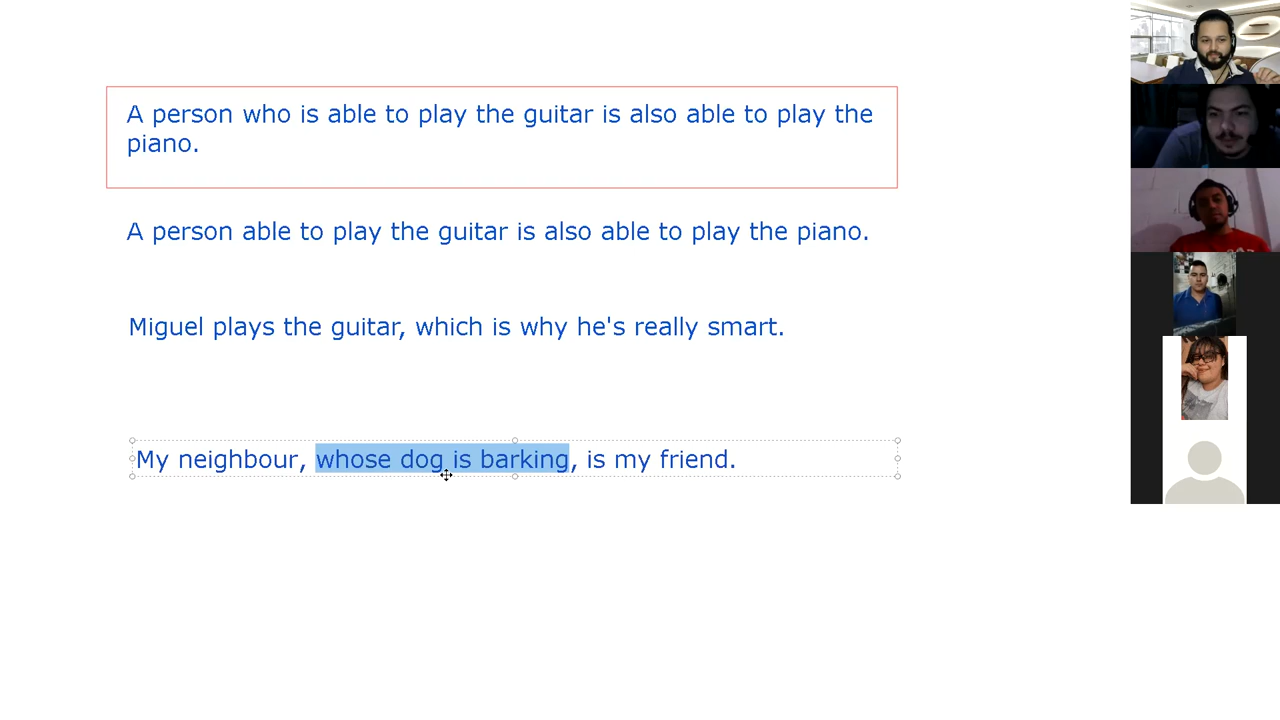 A person who is able to play the guitar is also able to play the
piano.
A person able to play the guitar is also able to play the piano.
Miguel plays the guitar, which is why he's really smart.
My neighbour, whose dog is barking, is my friend.